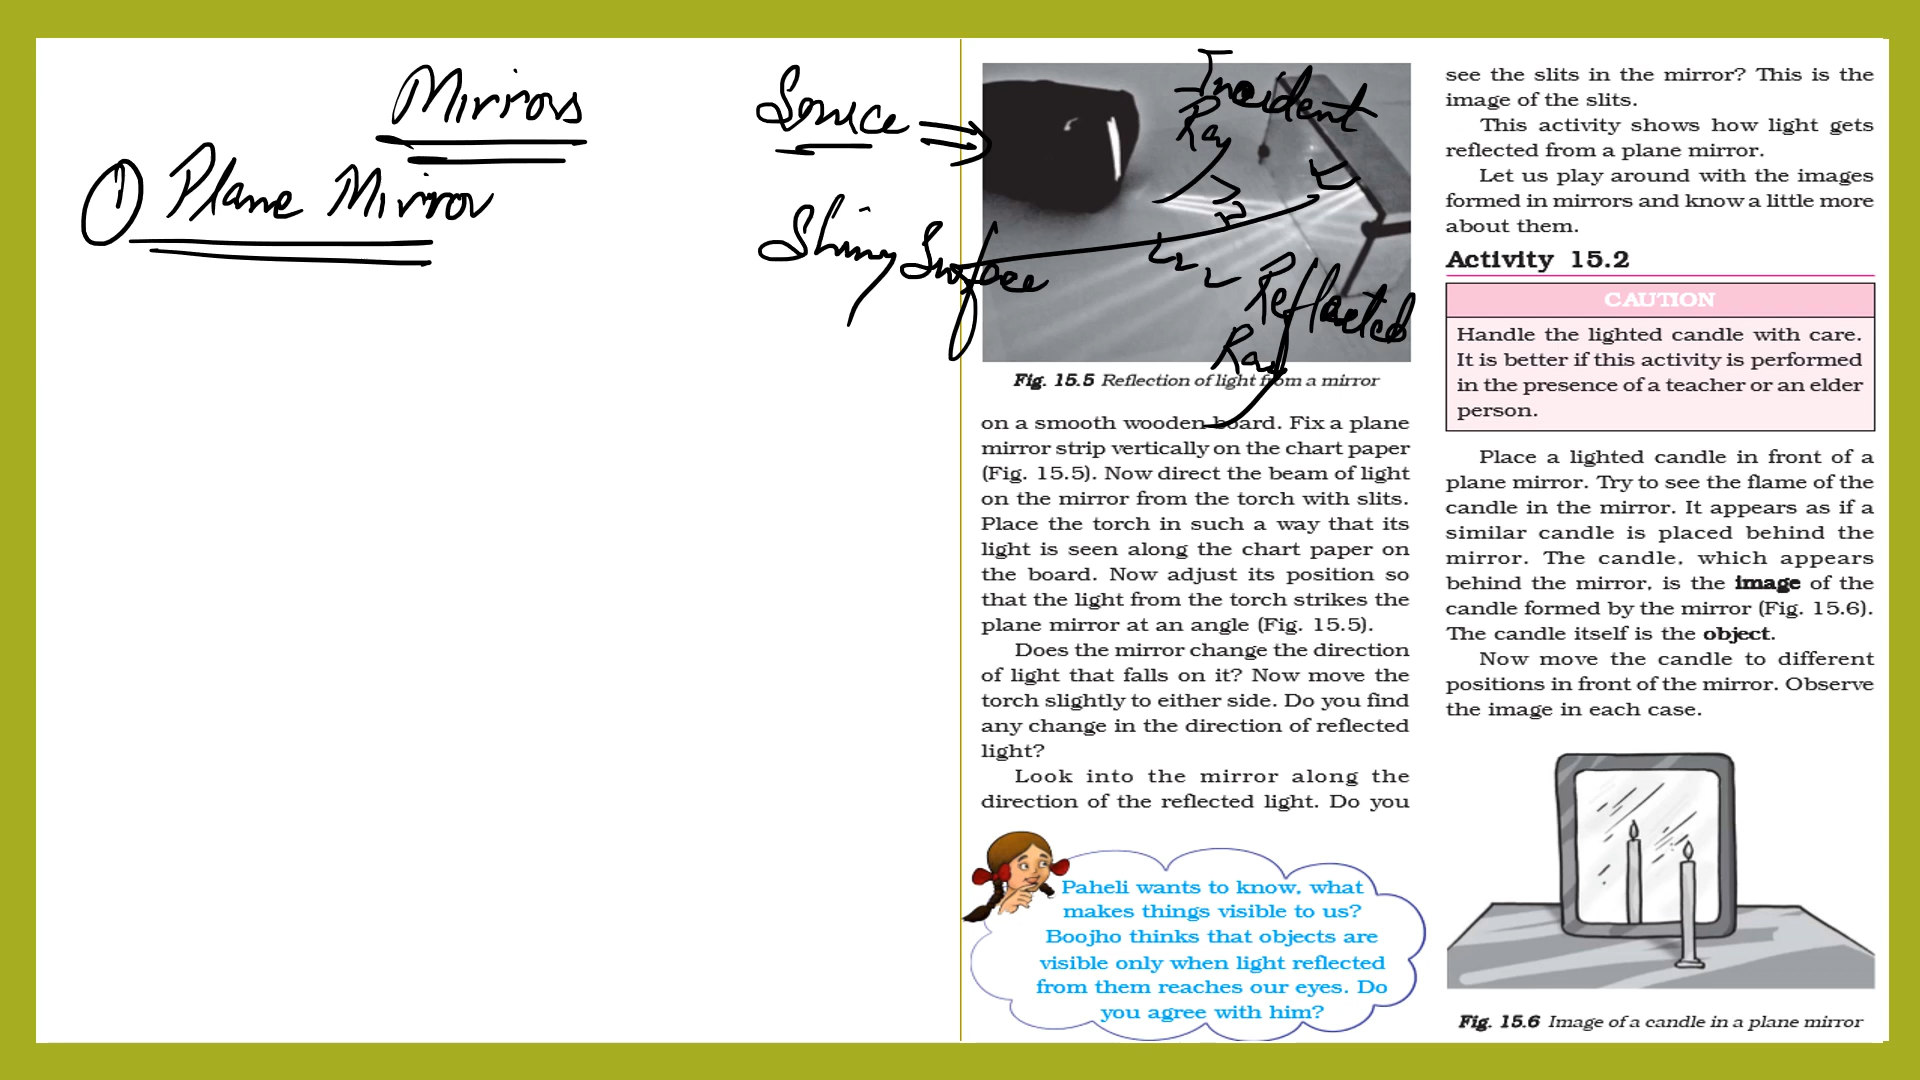 Mirrors
① Plane Mirror
Source
Shiny Surface
Incident
Ray
Reflected
Ray
Fig. 15.5 Reflection of light from a mirror
on a smooth wooden board. Fix a plane
mirror strip vertically on the chart paper
(Fig. 15.5). Now direct the beam of light
on the mirror from the torch with slits.
Place the torch in such a way that its
light is seen along the chart paper on
the board. Now adjust its position so
that the light from the torch strikes the
plane mirror at an angle (Fig. 15.5).
Does the mirror change the direction
of light that falls on it? Now move the
torch slightly to either side. Do you find
any change in the direction of reflected
light?
Look into the mirror along the
direction of the reflected light. Do you
Paheli wants to know, what
makes things visible to us?
Boojho thinks that objects are
visible only when light reflected
from them reaches our eyes. Do
you agree with him?
see the slits in the mirror? This is the
image of the slits.
This activity shows how light gets
reflected from a plane mirror.
Let us play around with the images
formed in mirrors and know a little more
about them.
Activity 15.2
CAUTION
Handle the lighted candle with care.
It is better if this activity is performed
in the presence of a teacher or an elder
person.
Place a lighted candle in front of a
plane mirror. Try to see the flame of the
candle in the mirror. It appears as if a
similar candle is placed behind the
mirror. The candle, which appears
behind the mirror, is the image of the
candle formed by the mirror (Fig. 15.6).
The candle itself is the object.
Now move the candle to different
positions in front of the mirror. Observe
the image in each case.
Fig. 15.6 Image of a candle in a plane mirror